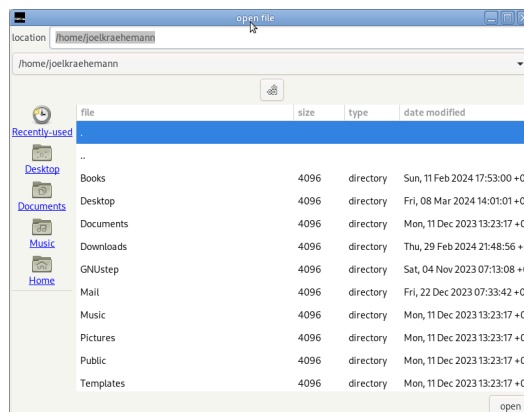 open file
location /home/joelkraehemann
/home/joelkraehemann
file size type date modified
Recently-used .
..
Desktop
Books 4096 directory Sun, 11 Feb 2024 17:53:00 +0
Desktop 4096 directory Fri, 08 Mar 2024 14:01:01 +0
Documents
Documents 4096 directory Mon, 11 Dec 2023 13:23:17 +0
Music
Downloads 4096 directory Thu, 29 Feb 2024 21:48:56 +
Home
GNUstep 4096 directory Sat, 04 Nov 2023 07:13:08 +
Mail 4096 directory Fri, 22 Dec 2023 07:33:42 +0
Music 4096 directory Mon, 11 Dec 2023 13:23:17 +0
Pictures 4096 directory Mon, 11 Dec 2023 13:23:17 +0
Public 4096 directory Mon, 11 Dec 2023 13:23:17 +0
Templates 4096 directory Mon, 11 Dec 2023 13:23:17 +0
open